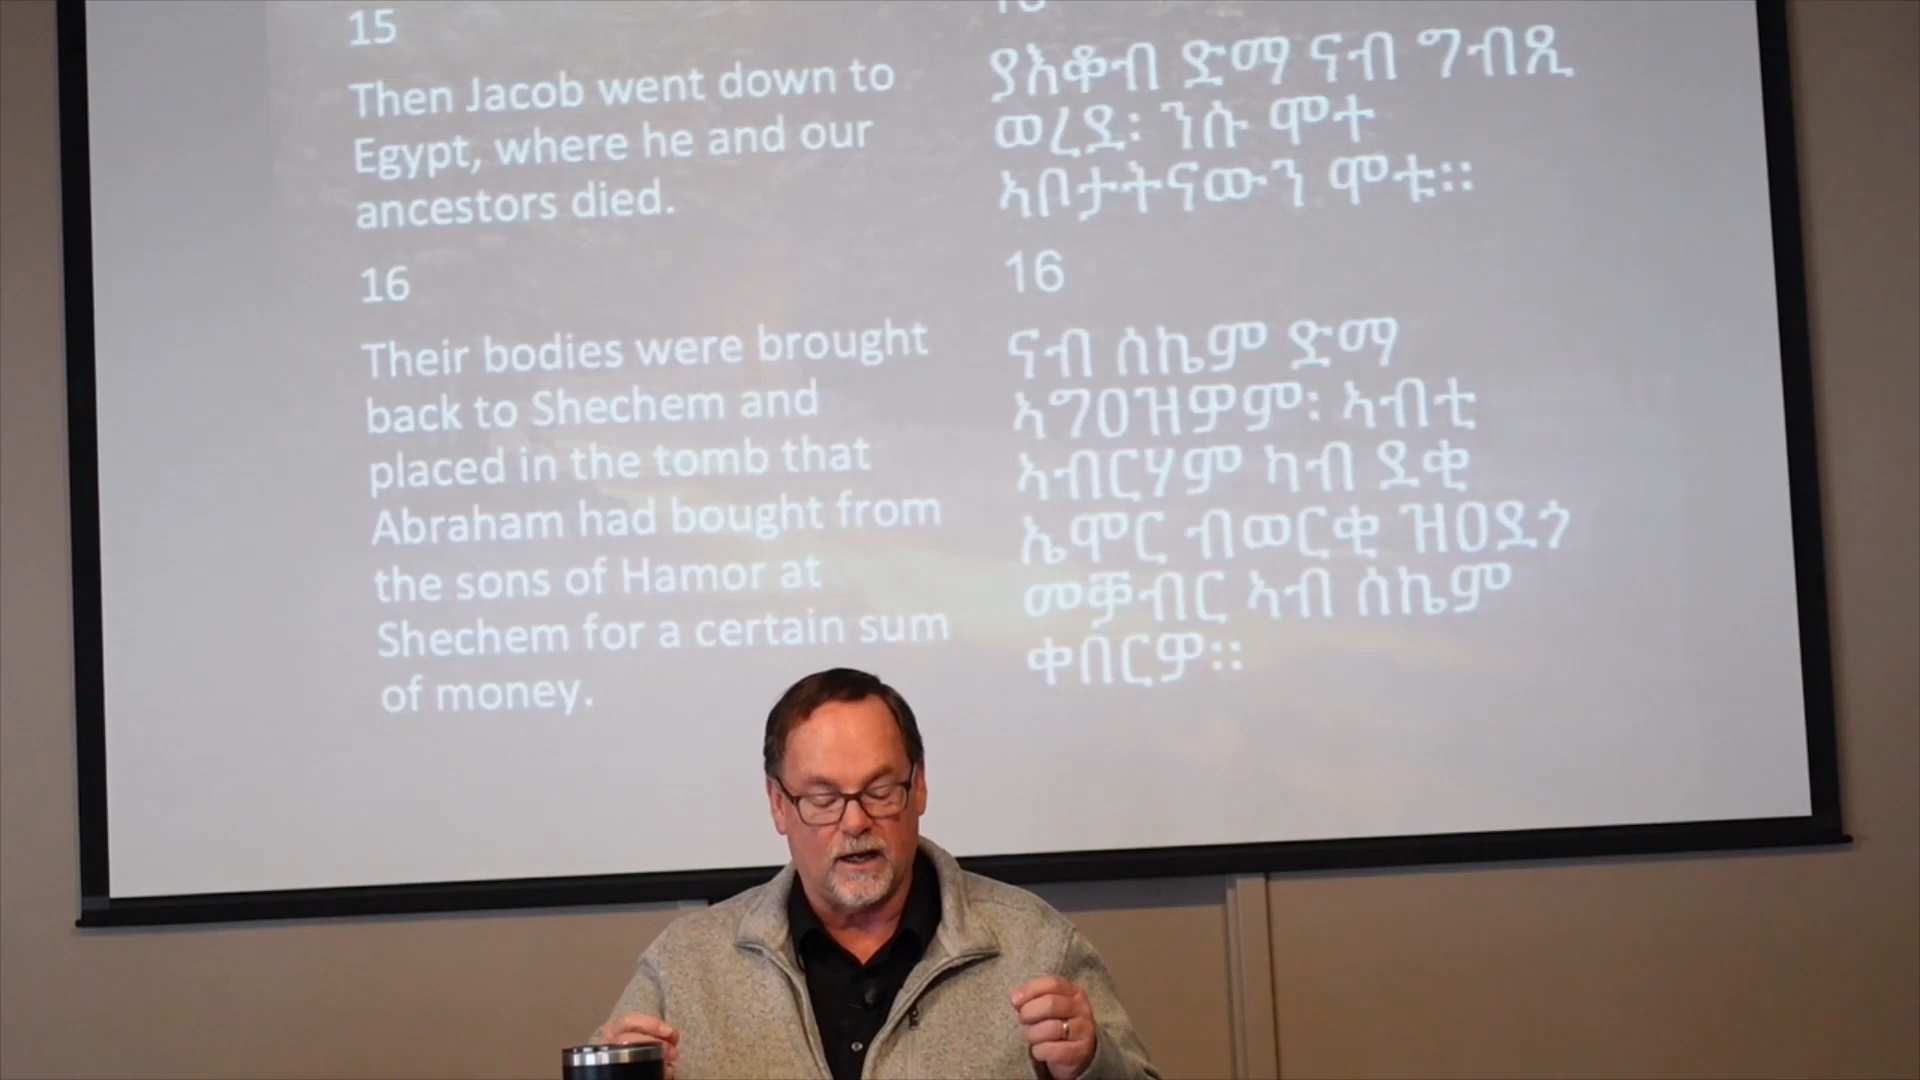 15
Then Jacob went down to
Egypt, where he and our
ancestors died.
16
Their bodies were brought
back to Shechem and
placed in the tomb that
Abraham had bought from
the sons of Hamor at
Shechem for a certain sum
of money.
ያእቆብ ድማ ናብ ግብጺ
ወረደ፡ ንሱ ሞተ
ኣቦታትናውን ሞቱ፡፡
16
ናብ ሰኬም ድማ
ኣግዐዝዎም፡ ኣብቲ
ኣብርሃም ካብ ደቂ
ኤሞር ብወርቂ ዝዐደጎ
መቓብር ኣብ ሰኬም
ቀበርዎ፡፡